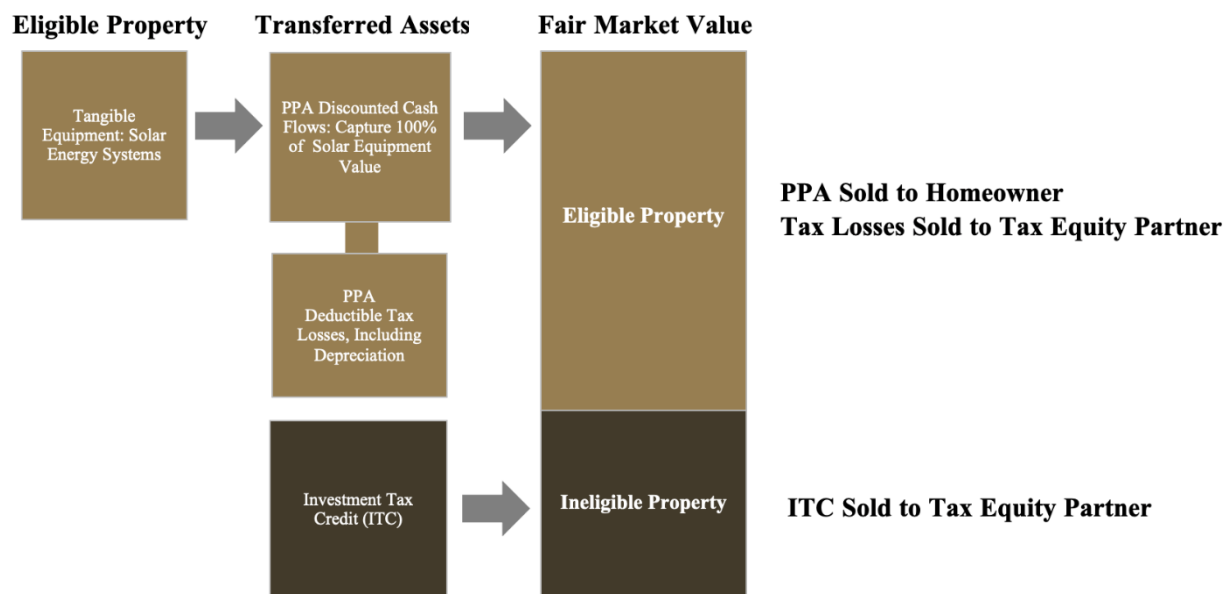 Eligible Property
Transferred Assets
Fair Market Value
Tangible
Equipment: Solar
Energy Systems
PPA Discounted Cash
Flows: Capture 100%
of Solar Equipment
Value
PPA
Deductible Tax
Losses, Including
Depreciation
Investment Tax
Credit (ITC)
Eligible Property
Ineligible Property
PPA Sold to Homeowner
Tax Losses Sold to Tax Equity Partner
ITC Sold to Tax Equity Partner